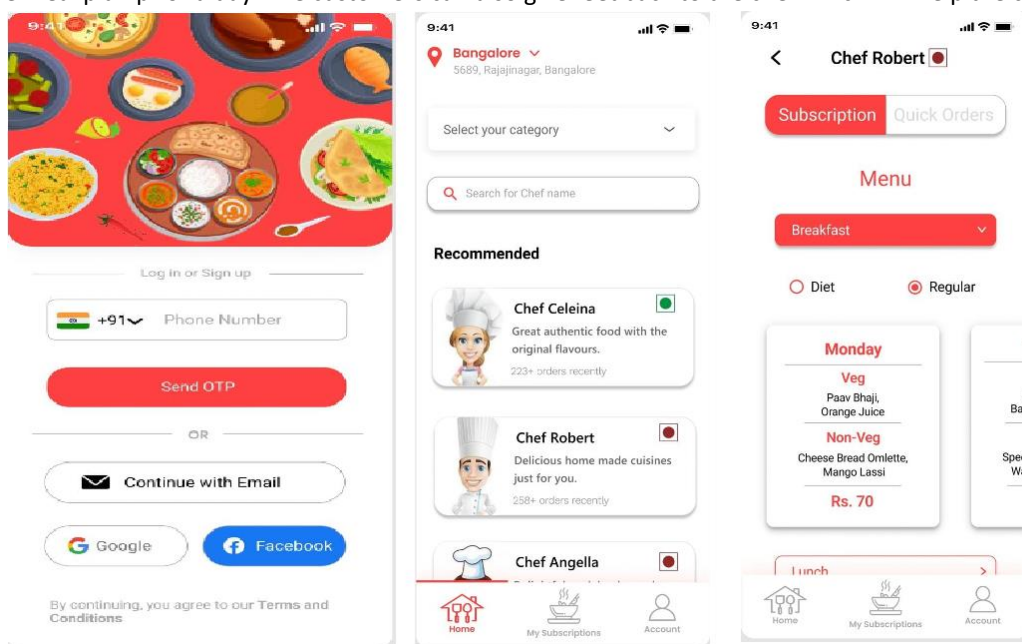 9:41
Log in or Sign up
+91 Phone Number
Send OTP
OR
Continue with Email
Google
Facebook
By continuing, you agree to our Terms and
Conditions
9:41
Bangalore
5689, Rajajinagar, Bangalore
Select your category
Search for Chef name
Recommended
Chef Celeina
Great authentic food with the
original flavours.
223+ orders recently
Chef Robert
Delicious home made cuisines
just for you.
258+ orders recently
Chef Angella
Home
My Subscriptions
Account
9:41
Chef Robert
Subscription
Quick Orders
Menu
Breakfast
Diet
Regular
Monday
Veg
Paav Bhaji,
Orange Juice
Non-Veg
Cheese Bread Omlette,
Mango Lassi
Rs. 70
Lunch
Home
My Subscriptions
Account